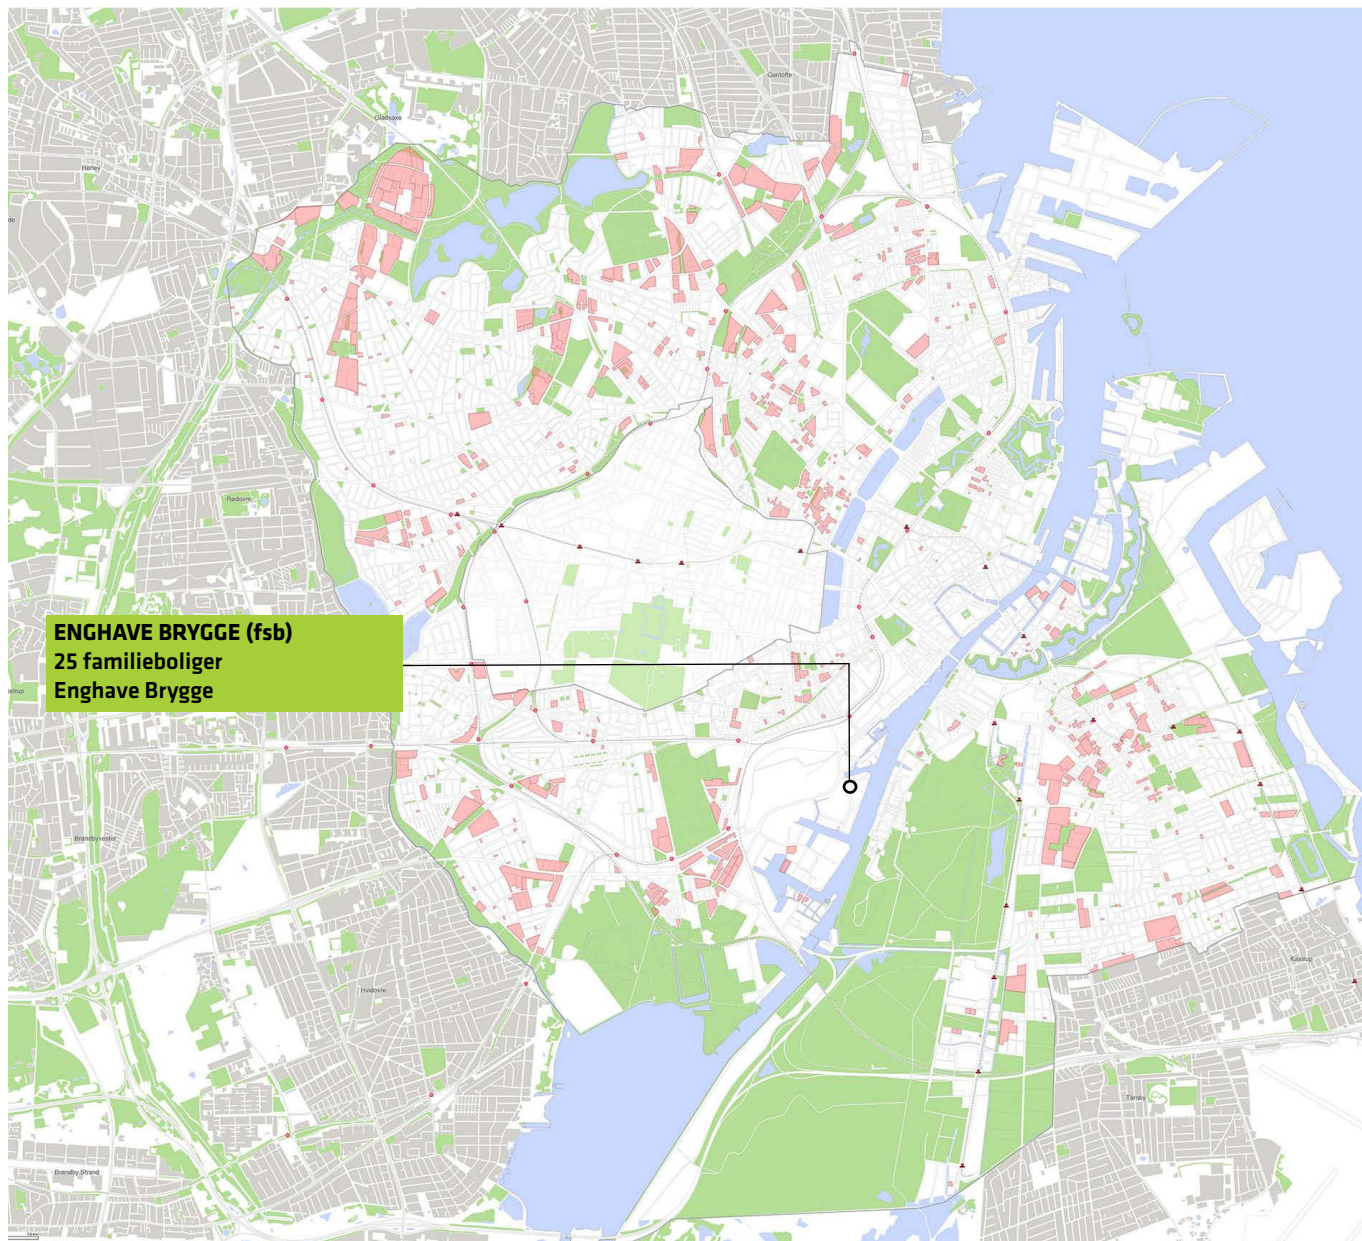 Gentofte
Gladsaxe
Herlev
Rødovre
ENGHAVE BRYGGE (fsb)
25 familieboliger
Enghave Brygge
Brøndbyvester
Kastrup
Hvidovre
Tårnby
Brøndby Strand